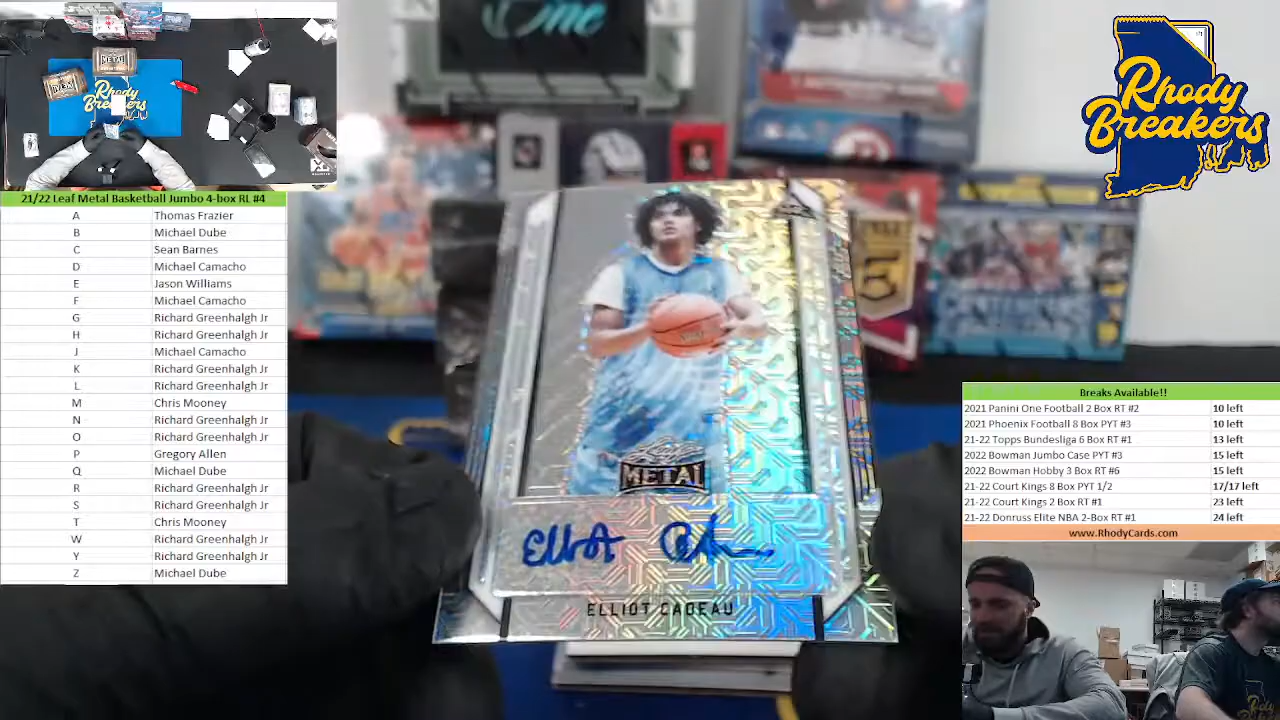 21/22 Leaf Metal Basketball Jumbo 4-box RL #4
A Thomas Frazier
B Michael Dube
C Sean Barnes
D Michael Camacho
E Jason Williams
F Michael Camacho
G Richard Greenhalgh Jr
H Richard Greenhalgh Jr
J Michael Camacho
K Richard Greenhalgh Jr
L Richard Greenhalgh Jr
M Chris Mooney
N Richard Greenhalgh Jr
O Richard Greenhalgh Jr
P Gregory Allen
Q Michael Dube
R Richard Greenhalgh Jr
S Richard Greenhalgh Jr
T Chris Mooney
W Richard Greenhalgh Jr
Y Richard Greenhalgh Jr
Z Michael Dube
Rhody
Breakers
METAL
One
Leaf
METAL
ELLIOT CADEAU
Rhody
Breakers
Breaks Available!!
2021 Panini One Football 2 Box RT #2 10 left
2021 Phoenix Football 8 Box PYT #3 10 left
21-22 Topps Bundesliga 6 Box RT #1 13 left
2022 Bowman Jumbo Case PYT #3 15 left
2022 Bowman Hobby 3 Box RT #6 15 left
21-22 Court Kings 8 Box PYT 1/2 17/17 left
21-22 Court Kings 2 Box RT #1 23 left
21-22 Donruss Elite NBA 2-Box RT #1 24 left
www.RhodyCards.com